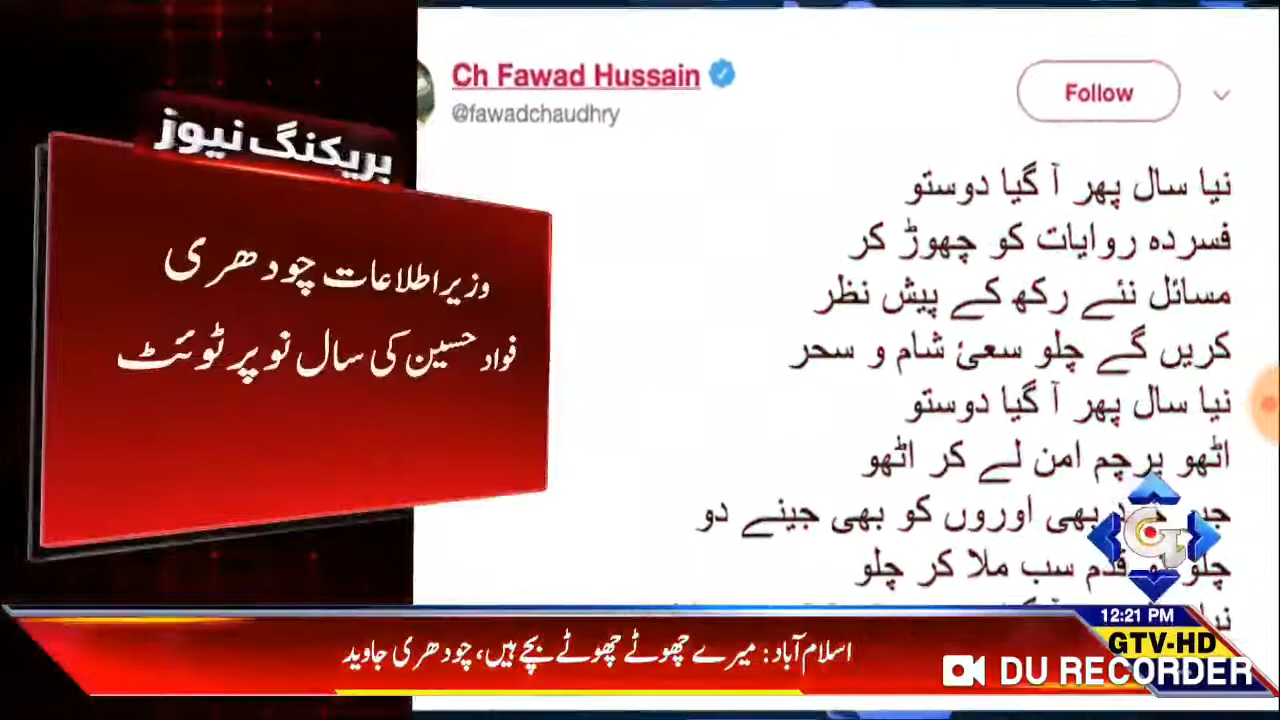 بریکنگ نیوز
وزیر اطلاعات چودھری
فواد حسین کی سال نو پر ٹوئٹ
Ch Fawad Hussain
@fawadchaudhry
Follow
نیا سال پھر آ گیا دوستو
فسردہ روایات کو چھوڑ کر
مسائل نئے رکھ کے پیش نظر
کریں گے چلو سعئ شام و سحر
نیا سال پھر آ گیا دوستو
اٹھو پرچم امن لے کر اٹھو
بھی اوروں کو بھی جینے دو
چلو قدم سب ملا کر چلو
اسلام آباد: میرے چھوٹے چھوٹے بچے ہیں، چودھری جاوید
12:21 PM
GTV-HD
DU RECORDER